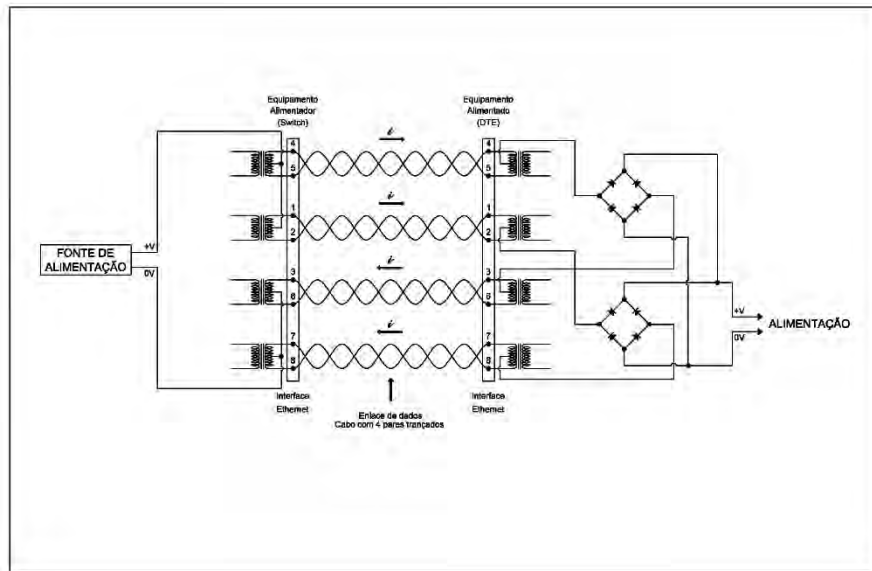 Equipamento
Alimentador
(Switch)
Equipamento
Alimentado
(DTE)
i
4
5
4
5
i
1
2
1
2
+V
FONTE DE
ALIMENTAÇÃO
0V
i
3
6
3
6
+V
ALIMENTAÇÃO
0V
i
7
8
7
8
Interface
Ethernet
Interface
Ethernet
Enlace de dados
Cabo com 4 pares trançados